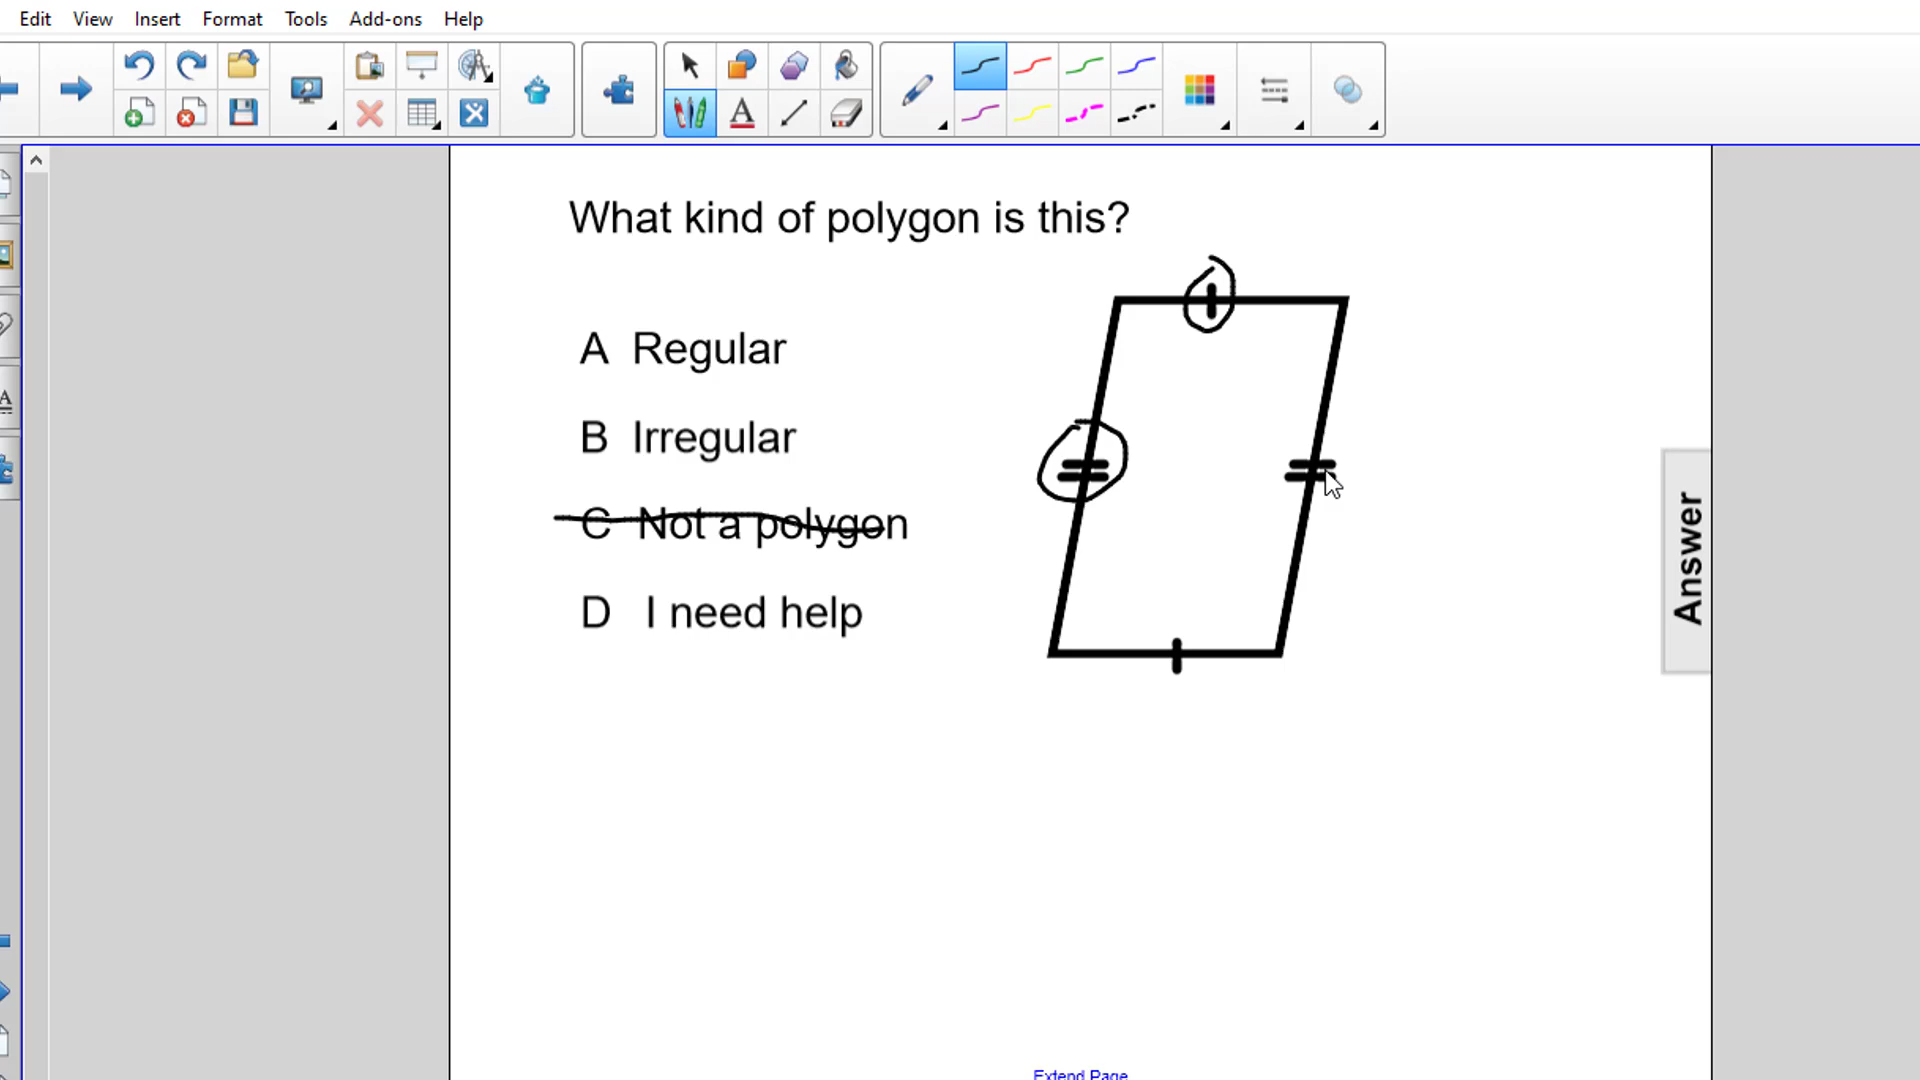 Edit View Insert Format Tools Add-ons Help
A
What kind of polygon is this?
A Regular
B Irregular
C Not a polygon
D I need help
Answer
Extend Page